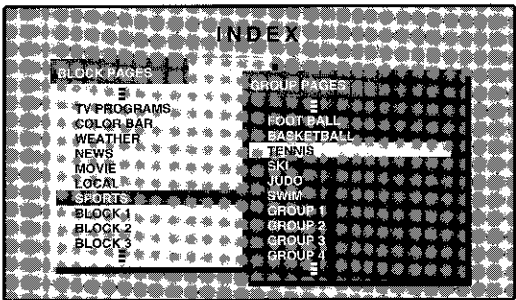 INDEX
BLOCK PAGES
TV PROGRAMS
COLOR BAR
WEATHER
NEWS
MOVIE
LOCAL
SPORTS
BLOCK 1
BLOCK 2
BLOCK 3
GROUP PAGES
FOOT BALL
BASKETBALL
TENNIS
SKI
JUDO
SWIM
GROUP 1
GROUP 2
GROUP 3
GROUP 4